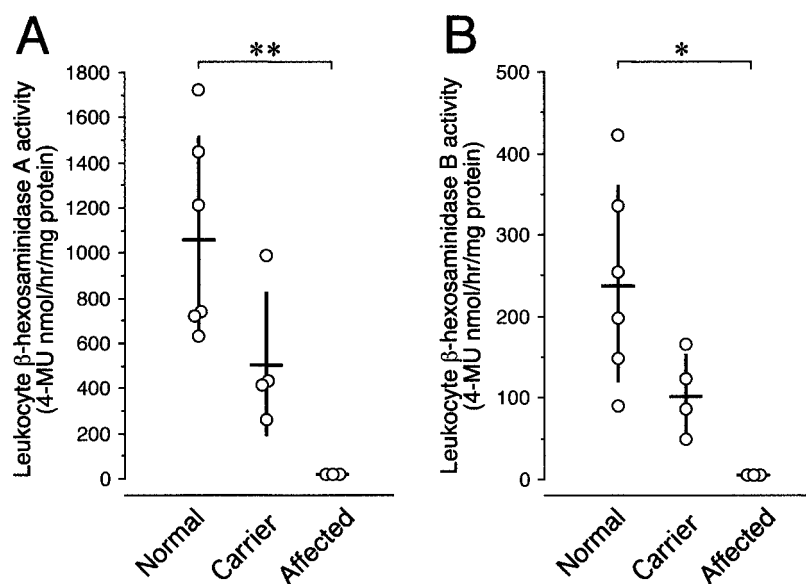 A
**
Leukocyte β-hexosaminidase A activity
(4-MU nmol/hr/mg protein)
1800
1600
1400
1200
1000
800
600
400
200
0
Normal
Carrier
Affected
B
*
Leukocyte β-hexosaminidase B activity
(4-MU nmol/hr/mg protein)
500
400
300
200
100
0
Normal
Carrier
Affected